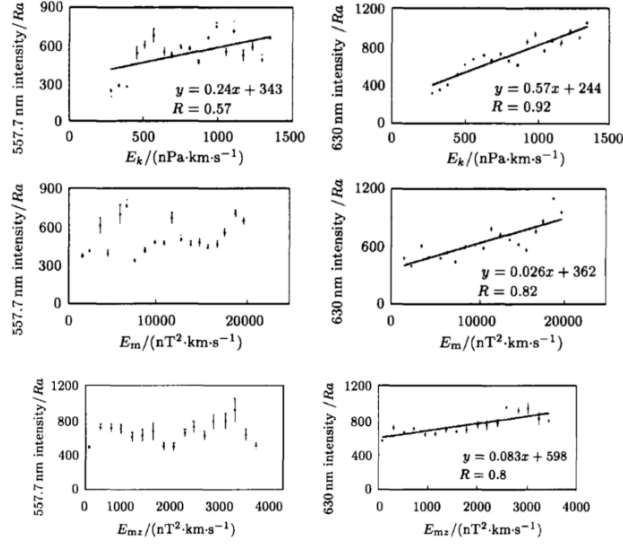 557.7 nm intensity/Ra
900
600
300
0
y = 0.24x + 343
R = 0.57
0 500 1000 1500
E_k/(nPa·km·s⁻¹)
630 nm intensity /Ra
1200
800
400
0
y = 0.57x + 244
R = 0.92
0 500 1000 1500
E_k/(nPa·km·s⁻¹)
557.7 nm intensity/Ra
900
600
300
0
0 10000 20000
E_m/(nT²·km·s⁻¹)
630 nm intensity /Ra
1200
600
0
y = 0.026x + 362
R = 0.82
0 10000 20000
E_m/(nT²·km·s⁻¹)
557.7 nm intensity /Ra
1200
800
400
0
0 1000 2000 3000 4000
E_mz/(nT²·km·s⁻¹)
630 nm intensity /Ra
1200
800
400
0
y = 0.083x + 598
R = 0.8
0 1000 2000 3000 4000
E_mz/(nT²·km·s⁻¹)